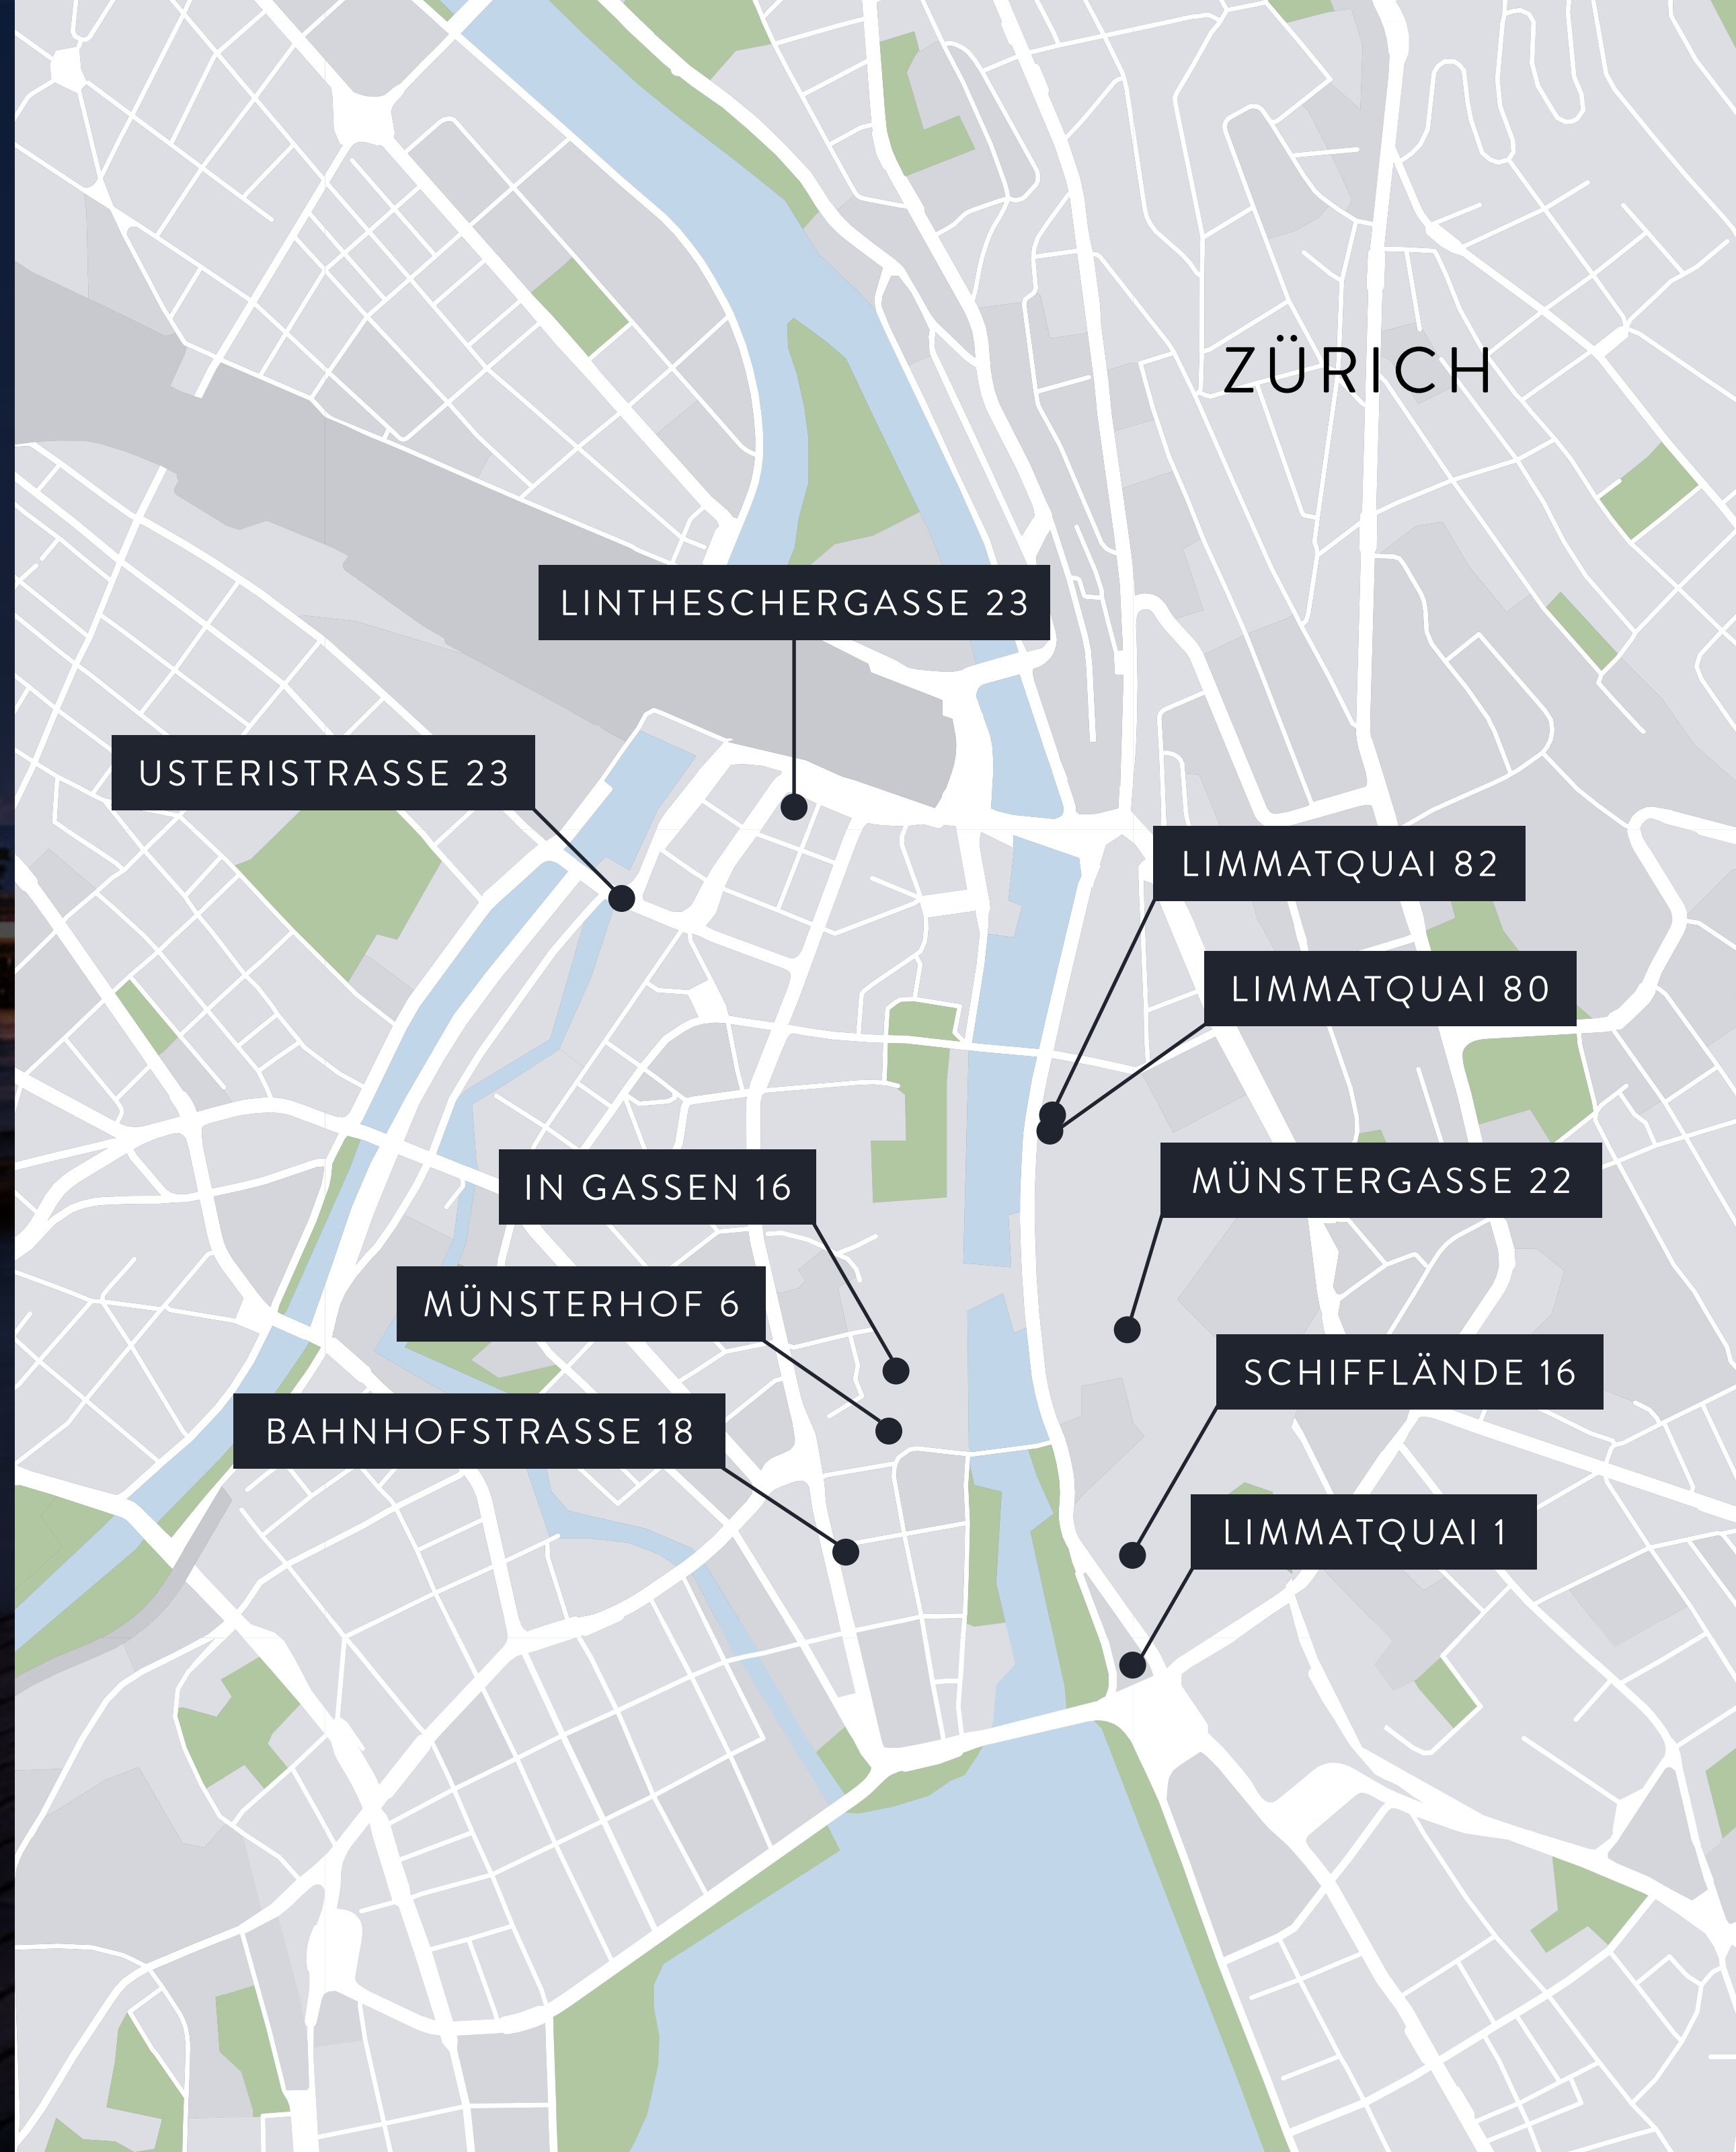 ZÜRICH
LINTHESCHERGASSE 23
USTERISTRASSE 23
LIMMATQUAI 82
LIMMATQUAI 80
MÜNSTERGASSE 22
IN GASSEN 16
MÜNSTERHOF 6
SCHIFFLÄNDE 16
BAHNHOFSTRASSE 18
LIMMATQUAI 1